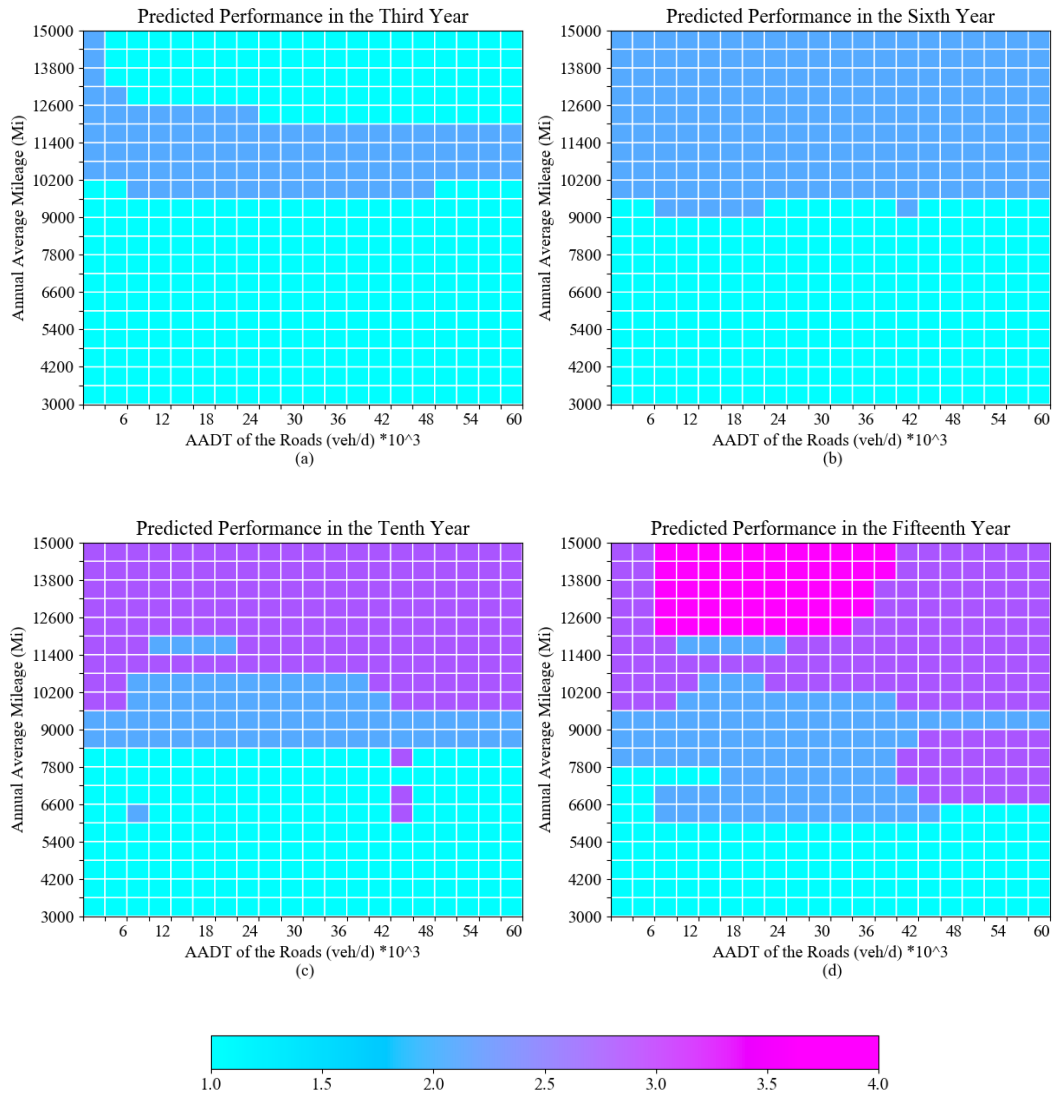 Predicted Performance in the Third Year
15000
13800
12600
11400
10200
9000
7800
6600
5400
4200
3000
Annual Average Mileage (Mi)
6 12 18 24 30 36 42 48 54 60
AADT of the Roads (veh/d) *10^3
(a)
Predicted Performance in the Sixth Year
15000
13800
12600
11400
10200
9000
7800
6600
5400
4200
3000
Annual Average Mileage (Mi)
6 12 18 24 30 36 42 48 54 60
AADT of the Roads (veh/d) *10^3
(b)
Predicted Performance in the Tenth Year
15000
13800
12600
11400
10200
9000
7800
6600
5400
4200
3000
Annual Average Mileage (Mi)
6 12 18 24 30 36 42 48 54 60
AADT of the Roads (veh/d) *10^3
(c)
Predicted Performance in the Fifteenth Year
15000
13800
12600
11400
10200
9000
7800
6600
5400
4200
3000
Annual Average Mileage (Mi)
6 12 18 24 30 36 42 48 54 60
AADT of the Roads (veh/d) *10^3
(d)
1.0 1.5 2.0 2.5 3.0 3.5 4.0